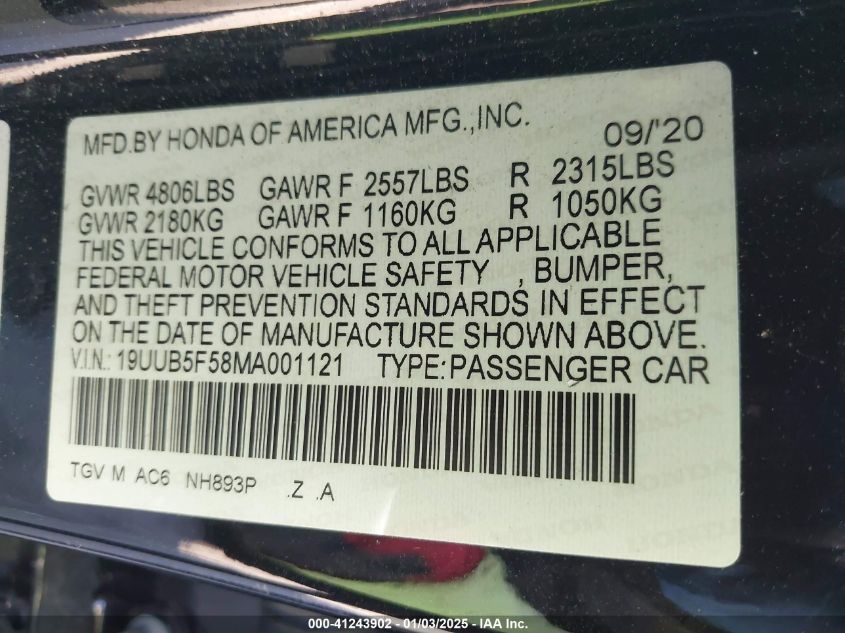 MFD.BY HONDA OF AMERICA MFG.,INC. 09/'20
GVWR 4806LBS GAWR F 2557LBS R 2315LBS
GVWR 2180KG GAWR F 1160KG R 1050KG
THIS VEHICLE CONFORMS TO ALL APPLICABLE
FEDERAL MOTOR VEHICLE SAFETY , BUMPER,
AND THEFT PREVENTION STANDARDS IN EFFECT
ON THE DATE OF MANUFACTURE SHOWN ABOVE.
V.I.N.: 19UUB5F58MA001121 TYPE:PASSENGER CAR
TGV M AC6 NH893P .Z .A
000-41243902 - 01/03/2025 - IAA Inc.